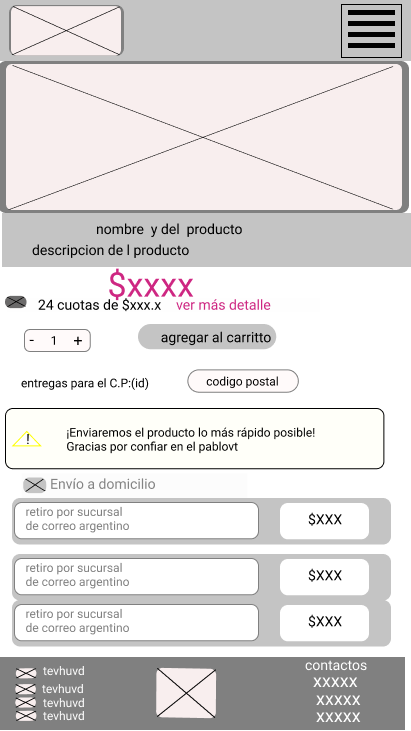 nombre y del producto
descripcion de l producto
$xxxx
24 cuotas de $xxx.x ver más detalle
- 1 +
agregar al carritto
entregas para el C.P:(id)
codigo postal
!
¡Enviaremos el producto lo más rápido posible!
Gracias por confiar en el pablovt
Envío a domicilio
retiro por sucursal
de correo argentino
$XXX
retiro por sucursal
de correo argentino
$XXX
retiro por sucursal
de correo argentino
$XXX
tevhuvd
tevhuvd
tevhuvd
tevhuvd
contactos
XXXXX
XXXXX
XXXXX